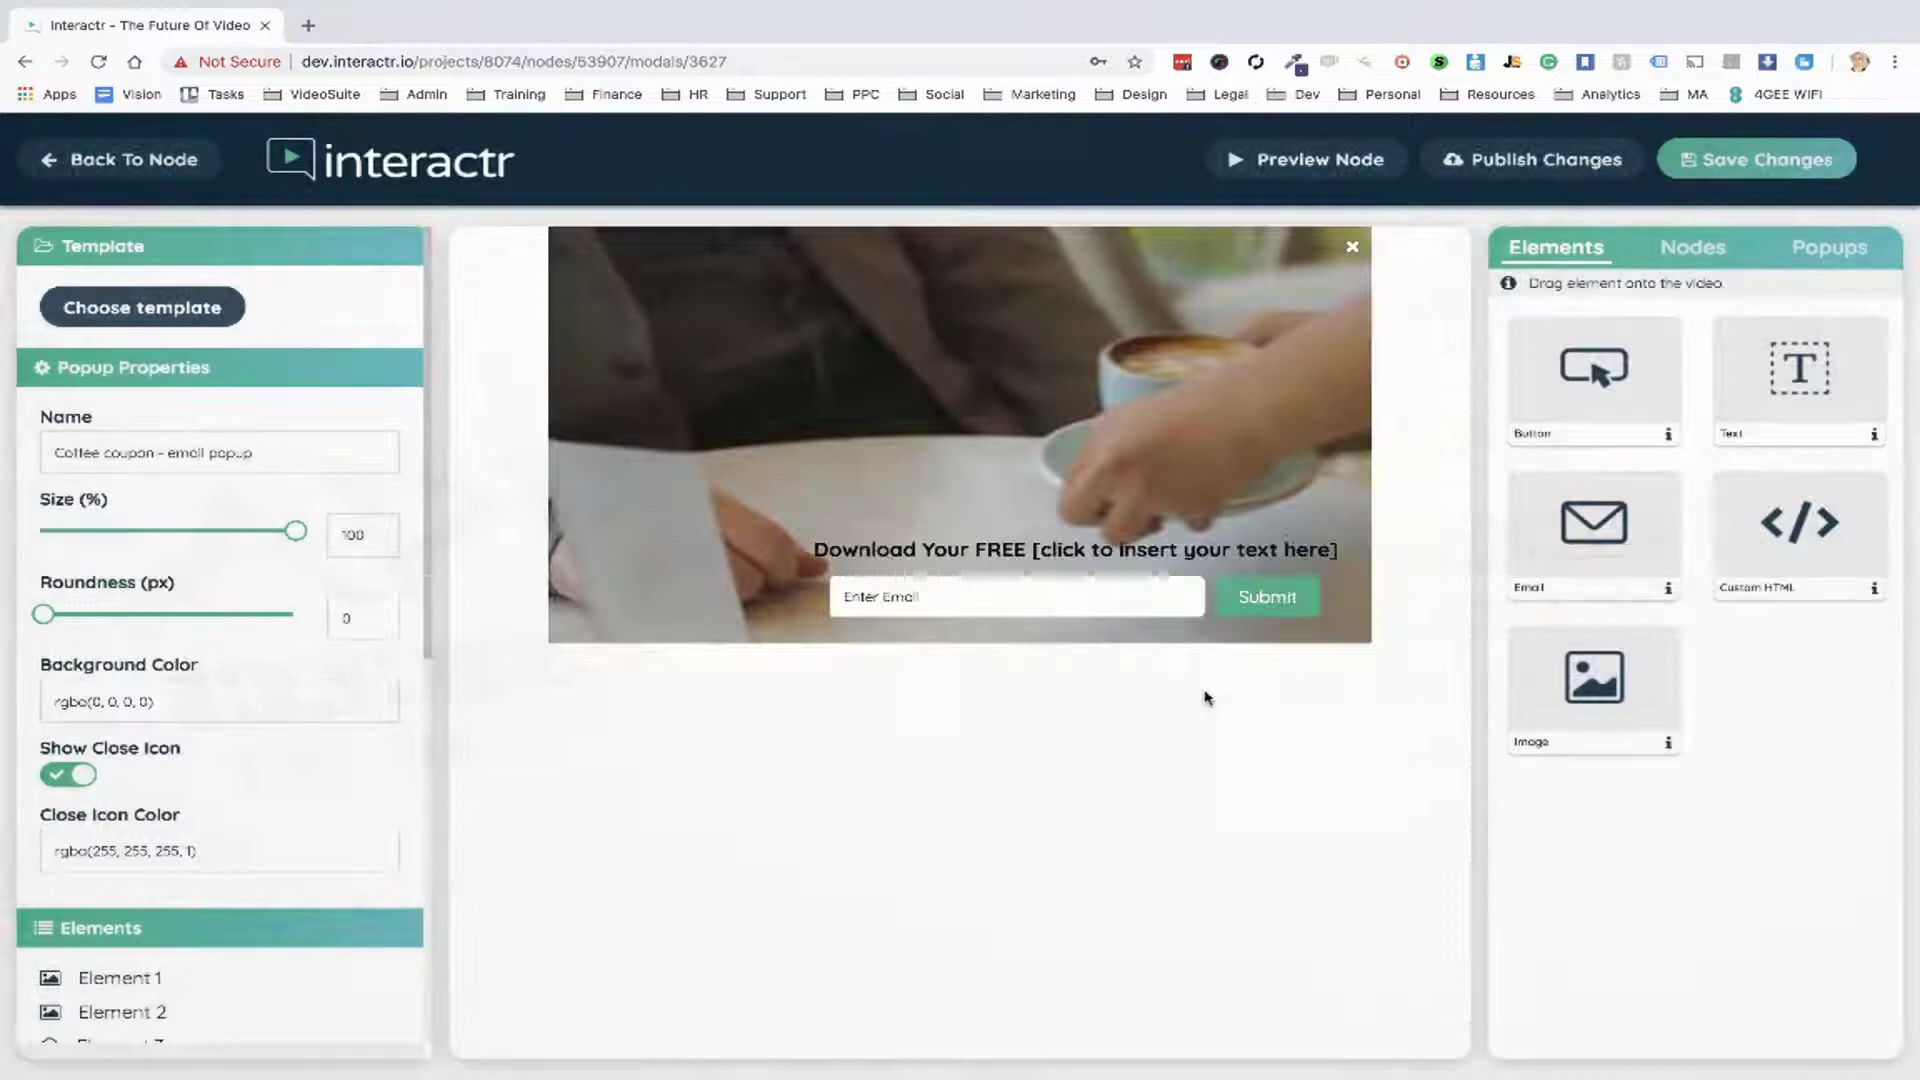 Interactr - The Future Of Video
Not Secure
dev.interactr.io/projects/8074/nodes/53907/modals/3627
JS
Apps
Vision
Tasks
VideoSuite
Admin
Training
Finance
HR
Support
PPC
Social
Marketing
Design
Legal
Dev
Personal
Resources
Analytics
MA
4GEE WIFI
Back To Node
interactr
Preview Node
Publish Changes
Save Changes
Template
Choose template
Popup Properties
Name
Coffee coupon - email popup
Size (%)
100
Roundness (px)
0
Background Color
rgba(0, 0, 0, 0)
Show Close Icon
Close Icon Color
rgba(255, 255, 255, 1)
Elements
Element 1
Element 2
Download Your FREE [click to insert your text here]
Enter Email
Submit
Elements
Nodes
Popups
Drag element onto the video.
Button
Text
Email
Custom HTML
Image